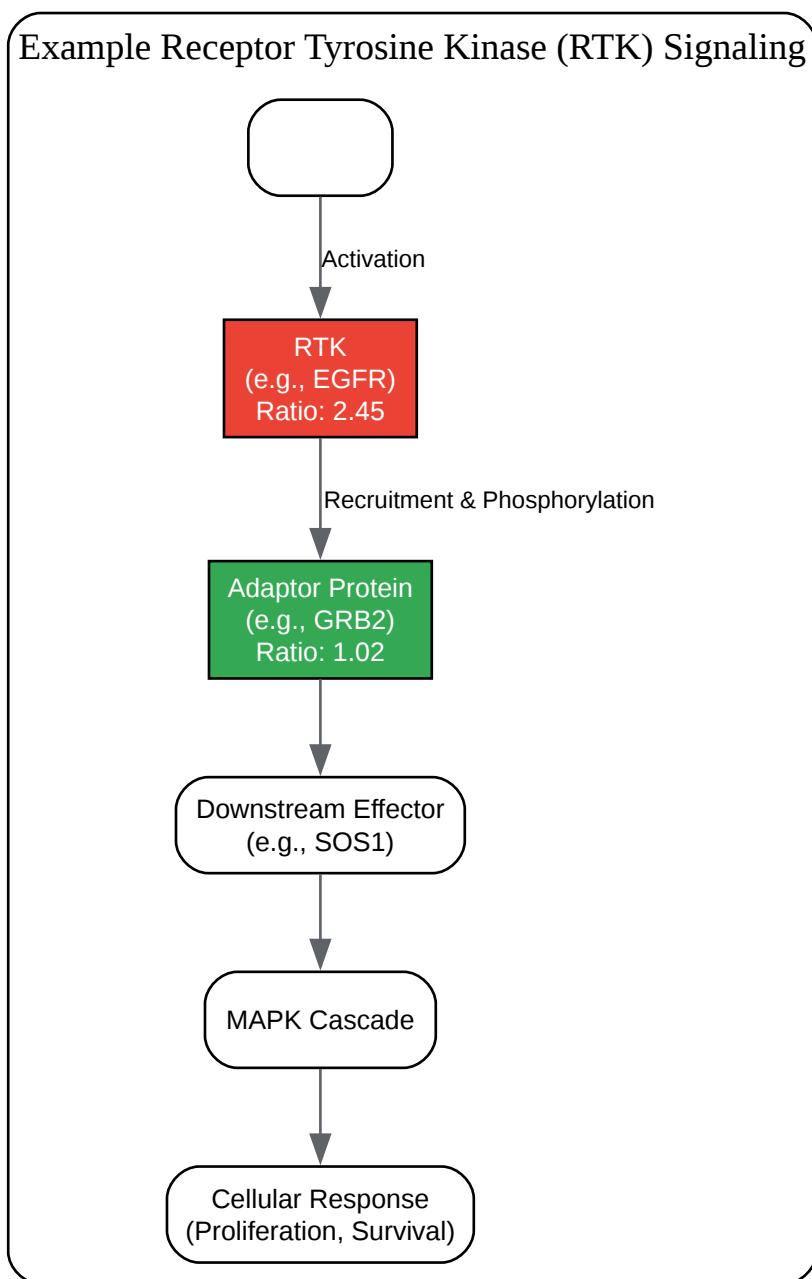 Example Receptor Tyrosine Kinase (RTK) Signaling
Activation
RTK
(e.g., EGFR)
Ratio: 2.45
Recruitment & Phosphorylation
Adaptor Protein
(e.g., GRB2)
Ratio: 1.02
Downstream Effector
(e.g., SOS1)
MAPK Cascade
Cellular Response
(Proliferation, Survival)